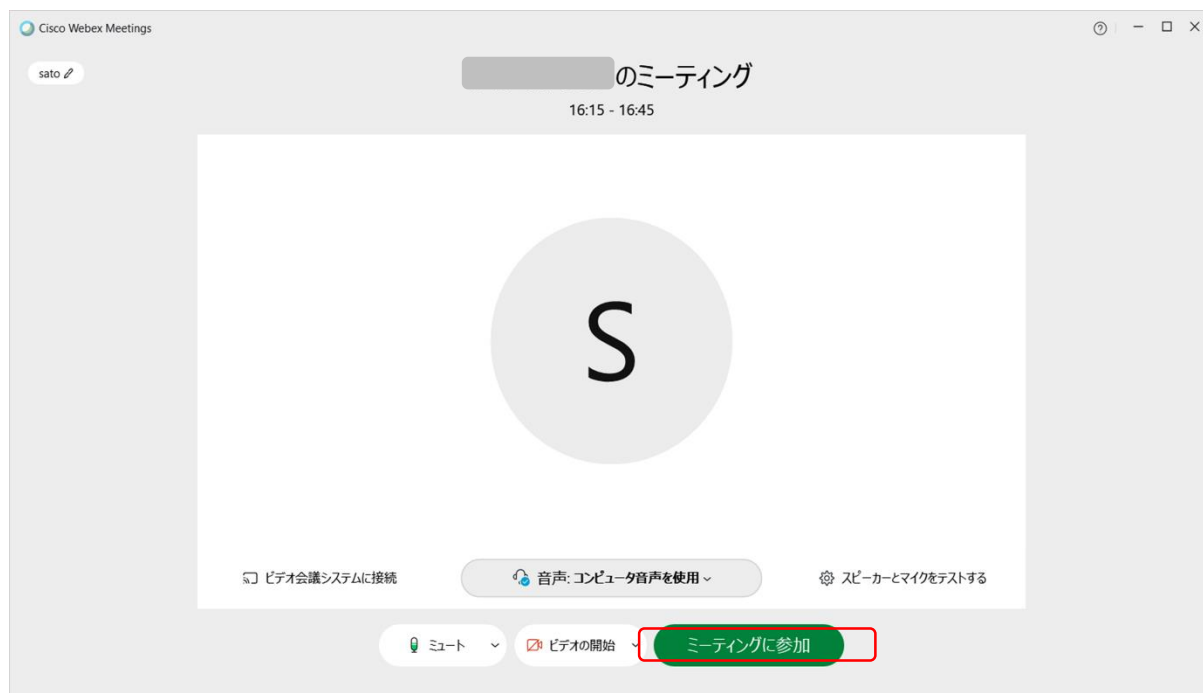 Cisco Webex Meetings
sato
のミーティング
16:15 - 16:45
S
ビデオ会議システムに接続
音声: コンピュータ音声を使用
スピーカーとマイクをテストする
ミュート
ビデオの開始
ミーティングに参加